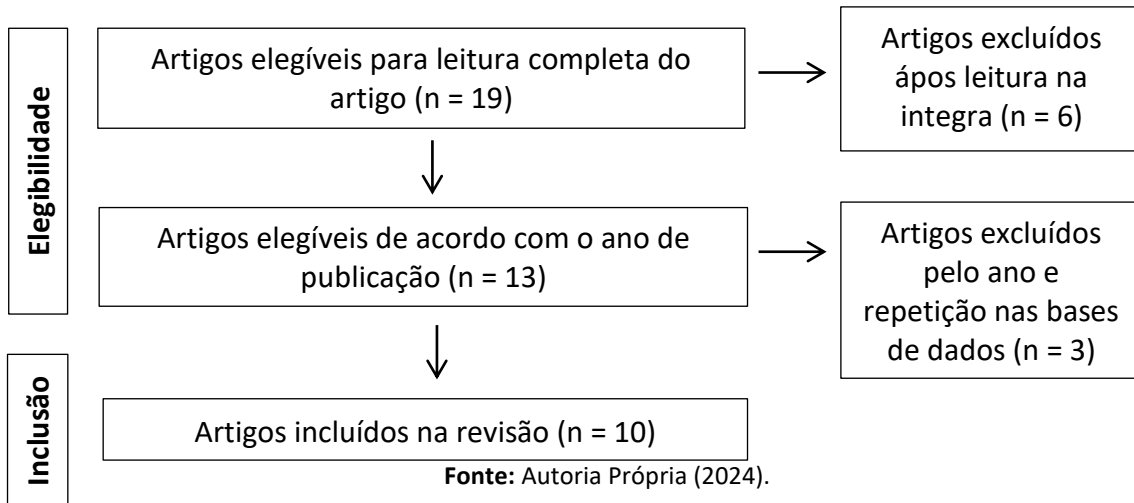 Elegibilidade
Artigos elegíveis para leitura completa do
artigo (n = 19)
Artigos excluídos
ápos leitura na
integra (n = 6)
Artigos elegíveis de acordo com o ano de
publicação (n = 13)
Artigos excluídos
pelo ano e
repetição nas bases
de dados (n = 3)
Inclusão
Artigos incluídos na revisão (n = 10)
Fonte: Autoria Própria (2024).